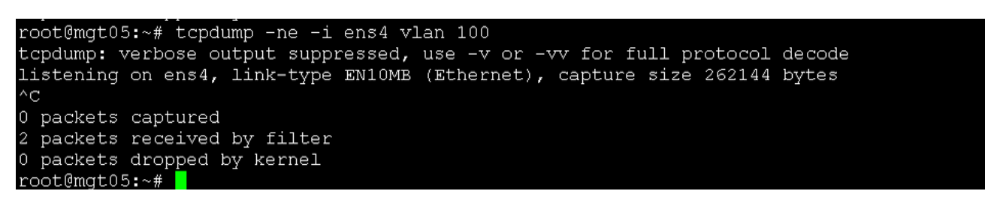 root@mgt05:~# tcpdump -ne -i ens4 vlan 100
tcpdump: verbose output suppressed, use -v or -vv for full protocol decode
listening on ens4, link-type EN10MB (Ethernet), capture size 262144 bytes
^C
0 packets captured
2 packets received by filter
0 packets dropped by kernel
root@mgt05:~#